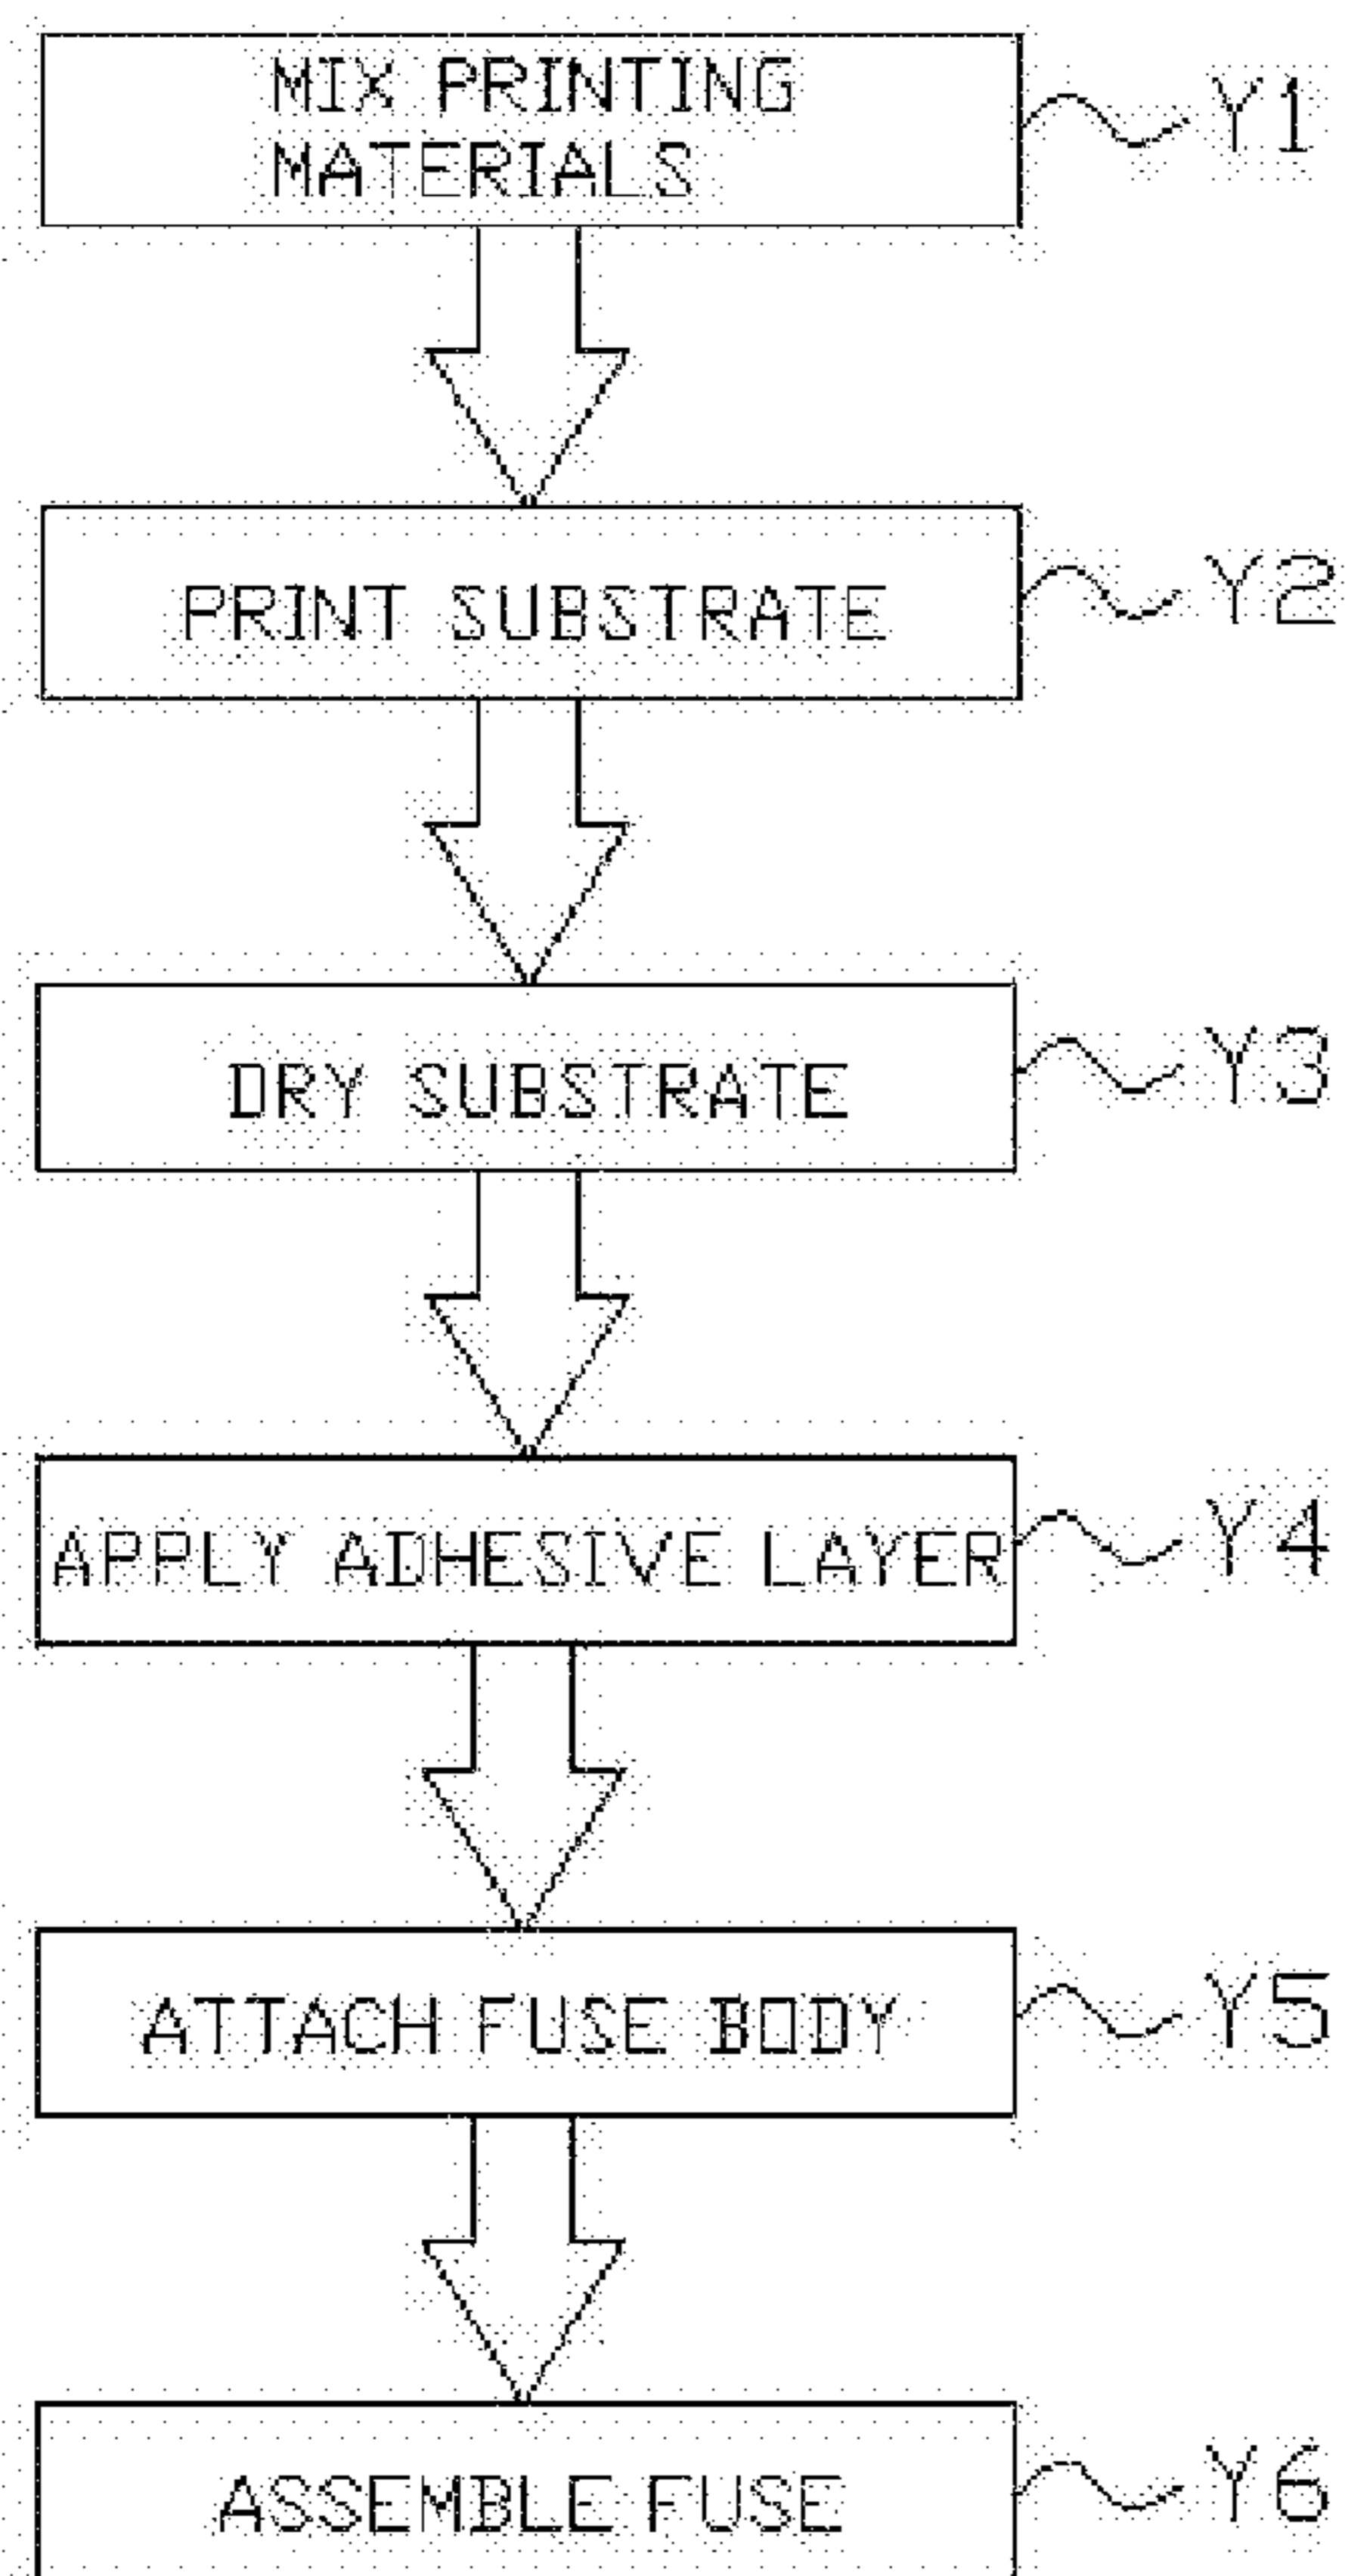 MIX PRINTING
MATERIALS
Y1
PRINT SUBSTRATE
Y2
DRY SUBSTRATE
Y3
APPLY ADHESIVE LAYER
Y4
ATTACH FUSE BODY
Y5
ASSEMBLE FUSE
Y6